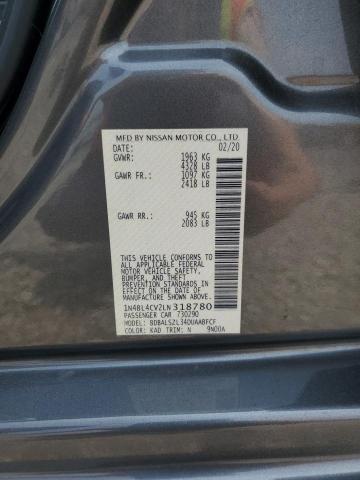 MFD BY NISSAN MOTOR CO., LTD.
DATE: 02/20
GVWR: 1963 KG
4328 LB
GAWR FR.: 1097 KG
2418 LB
GAWR RR.: 945 KG
2083 LB
THIS VEHICLE CONFORMS TO
ALL APPLICABLE FEDERAL
MOTOR VEHICLE SAFETY,
BUMPER, AND THEFT
PREVENTION STANDARDS
IN EFFECT ON THE DATE OF
MANUFACTURE SHOWN ABOVE.
1N4BL4CV2LN318780
PASSENGER CAR 730290
MODEL: BDBALSZL34DUAABFCF
COLOR: KAD TRIM: N 9N00A